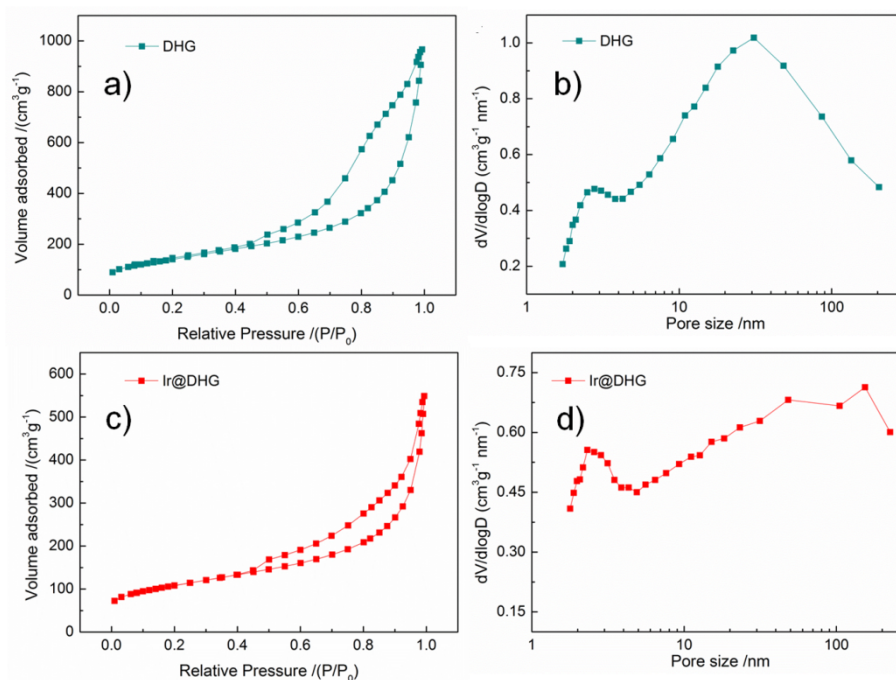 DHG
a)
Volume adsorbed /(cm³g⁻¹)
1000
800
600
400
200
0
0.0 0.2 0.4 0.6 0.8 1.0
Relative Pressure /(P/P₀)
DHG
b)
dV/dlogD (cm³g⁻¹ nm⁻¹)
1.0
0.8
0.6
0.4
0.2
1 10 100
Pore size /nm
Ir@DHG
c)
Volume adsorbed /(cm³g⁻¹)
600
500
400
300
200
100
0
0.0 0.2 0.4 0.6 0.8 1.0
Relative Pressure /(P/P₀)
Ir@DHG
d)
dV/dlogD (cm³g⁻¹ nm⁻¹)
0.75
0.60
0.45
0.30
0.15
1 10 100
Pore size /nm